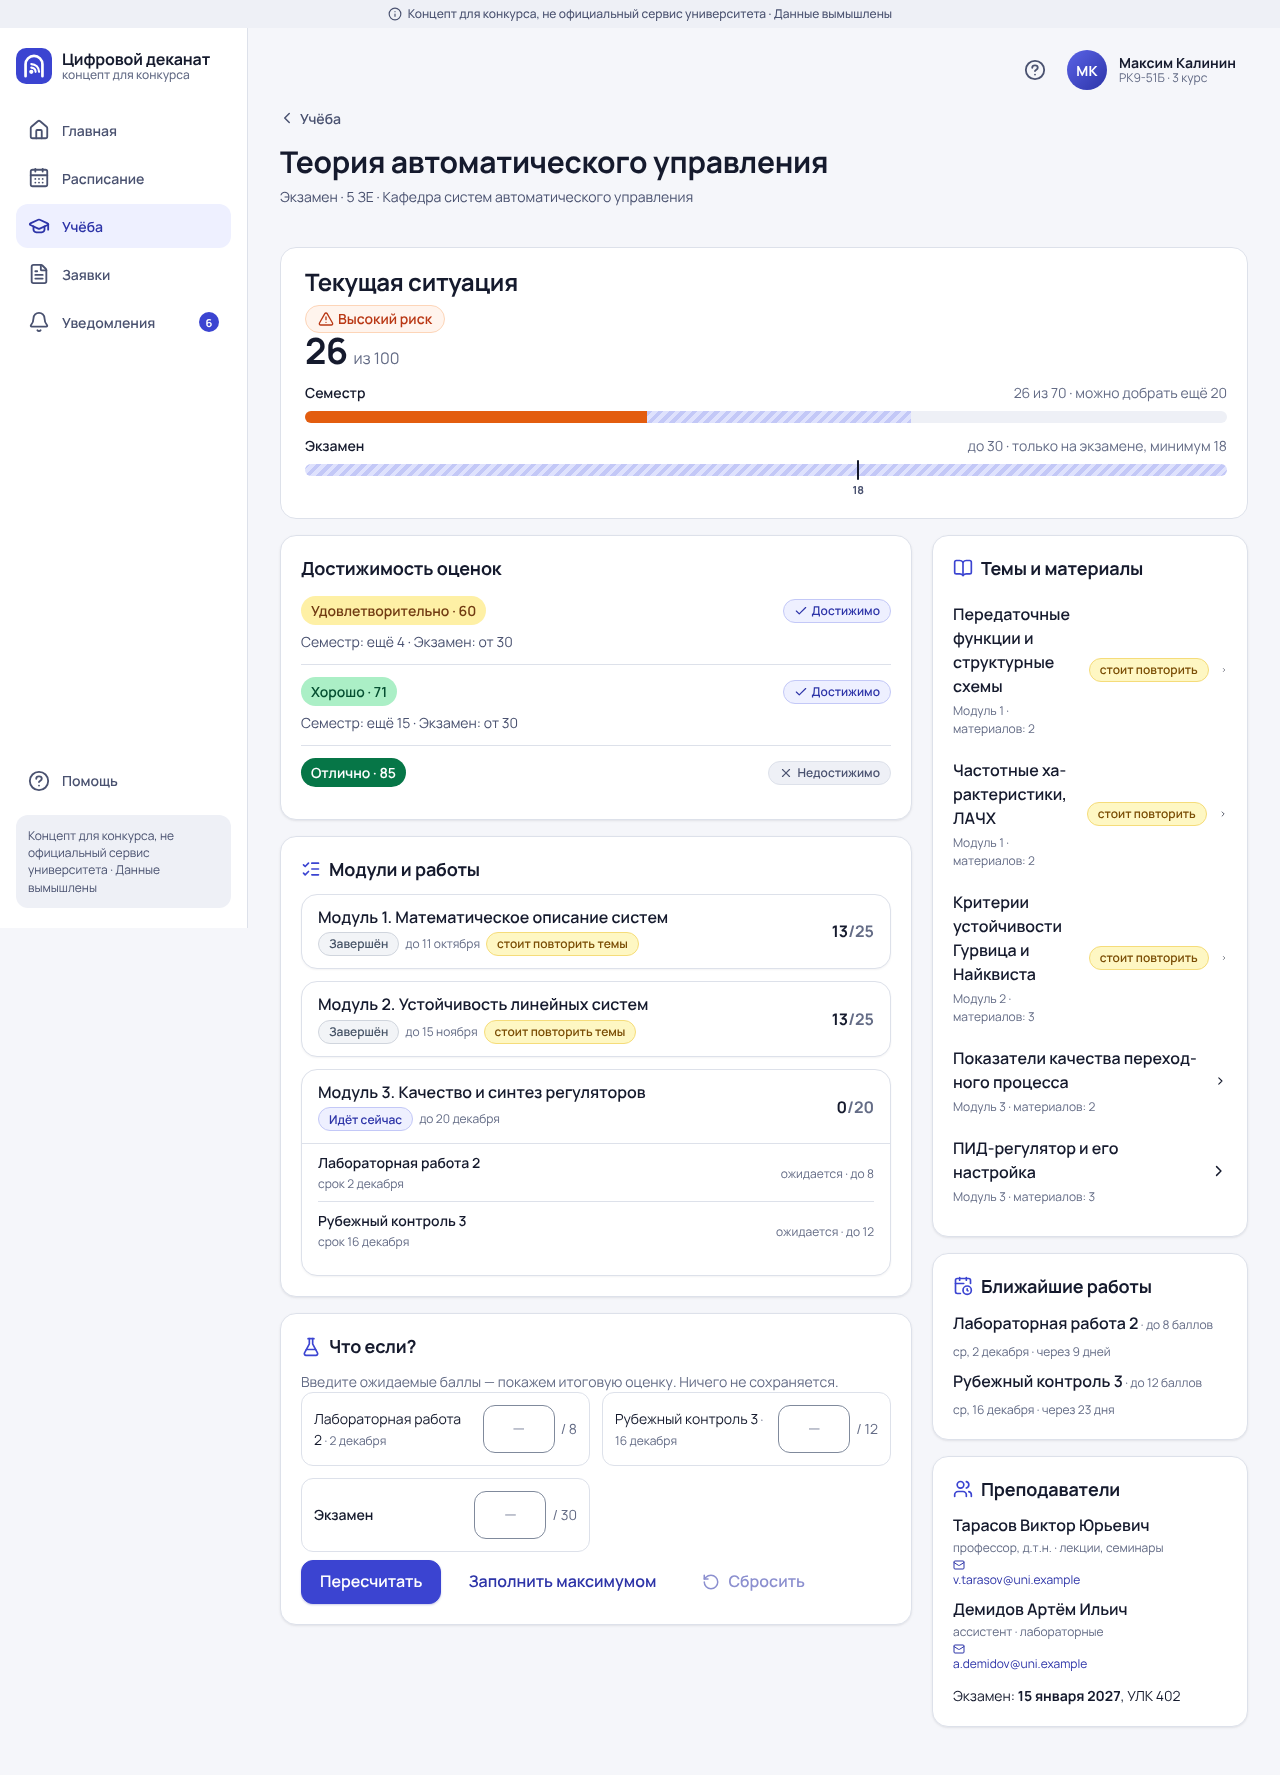 Концепт для конкурса, не официальный сервис университета · Данные вымышлены
Цифровой деканат
концепт для конкурса
Главная
Расписание
Учёба
Заявки
Уведомления
6
Помощь
Концепт для конкурса, не
официальный сервис
университета · Данные
вымышлены
МК
Максим Калинин
РК9-51Б · 3 курс
Учёба
Теория автоматического управления
Экзамен · 5 ЗЕ · Кафедра систем автоматического управления
Текущая ситуация
Высокий риск
26 из 100
Семестр
26 из 70 · можно добрать ещё 20
Экзамен
до 30 · только на экзамене, минимум 18
18
Достижимость оценок
Удовлетворительно · 60
Достижимо
Семестр: ещё 4 · Экзамен: от 30
Хорошо · 71
Достижимо
Семестр: ещё 15 · Экзамен: от 30
Отлично · 85
Недостижимо
Модули и работы
Модуль 1. Математическое описание систем
Завершён до 11 октября стоит повторить темы
13/25
Модуль 2. Устойчивость линейных систем
Завершён до 15 ноября стоит повторить темы
13/25
Модуль 3. Качество и синтез регуляторов
Идёт сейчас до 20 декабря
0/20
Лабораторная работа 2
срок 2 декабря
ожидается · до 8
Рубежный контроль 3
срок 16 декабря
ожидается · до 12
Что если?
Введите ожидаемые баллы — покажем итоговую оценку. Ничего не сохраняется.
Лабораторная работа
2 · 2 декабря
— / 8
Рубежный контроль 3 ·
16 декабря
— / 12
Экзамен
— / 30
Пересчитать
Заполнить максимумом
Сбросить
Темы и материалы
Передаточные
функции и
структурные
схемы
Модуль 1 ·
материалов: 2
стоит повторить
Частотные ха-
рактеристики,
ЛАЧХ
Модуль 1 ·
материалов: 2
стоит повторить
Критерии
устойчивости
Гурвица и
Найквиста
Модуль 2 ·
материалов: 3
стоит повторить
Показатели качества переход-
ного процесса
Модуль 3 · материалов: 2
ПИД-регулятор и его
настройка
Модуль 3 · материалов: 3
Ближайшие работы
Лабораторная работа 2 · до 8 баллов
ср, 2 декабря · через 9 дней
Рубежный контроль 3 · до 12 баллов
ср, 16 декабря · через 23 дня
Преподаватели
Тарасов Виктор Юрьевич
профессор, д.т.н. · лекции, семинары
v.tarasov@uni.example
Демидов Артём Ильич
ассистент · лабораторные
a.demidov@uni.example
Экзамен: 15 января 2027, УЛК 402